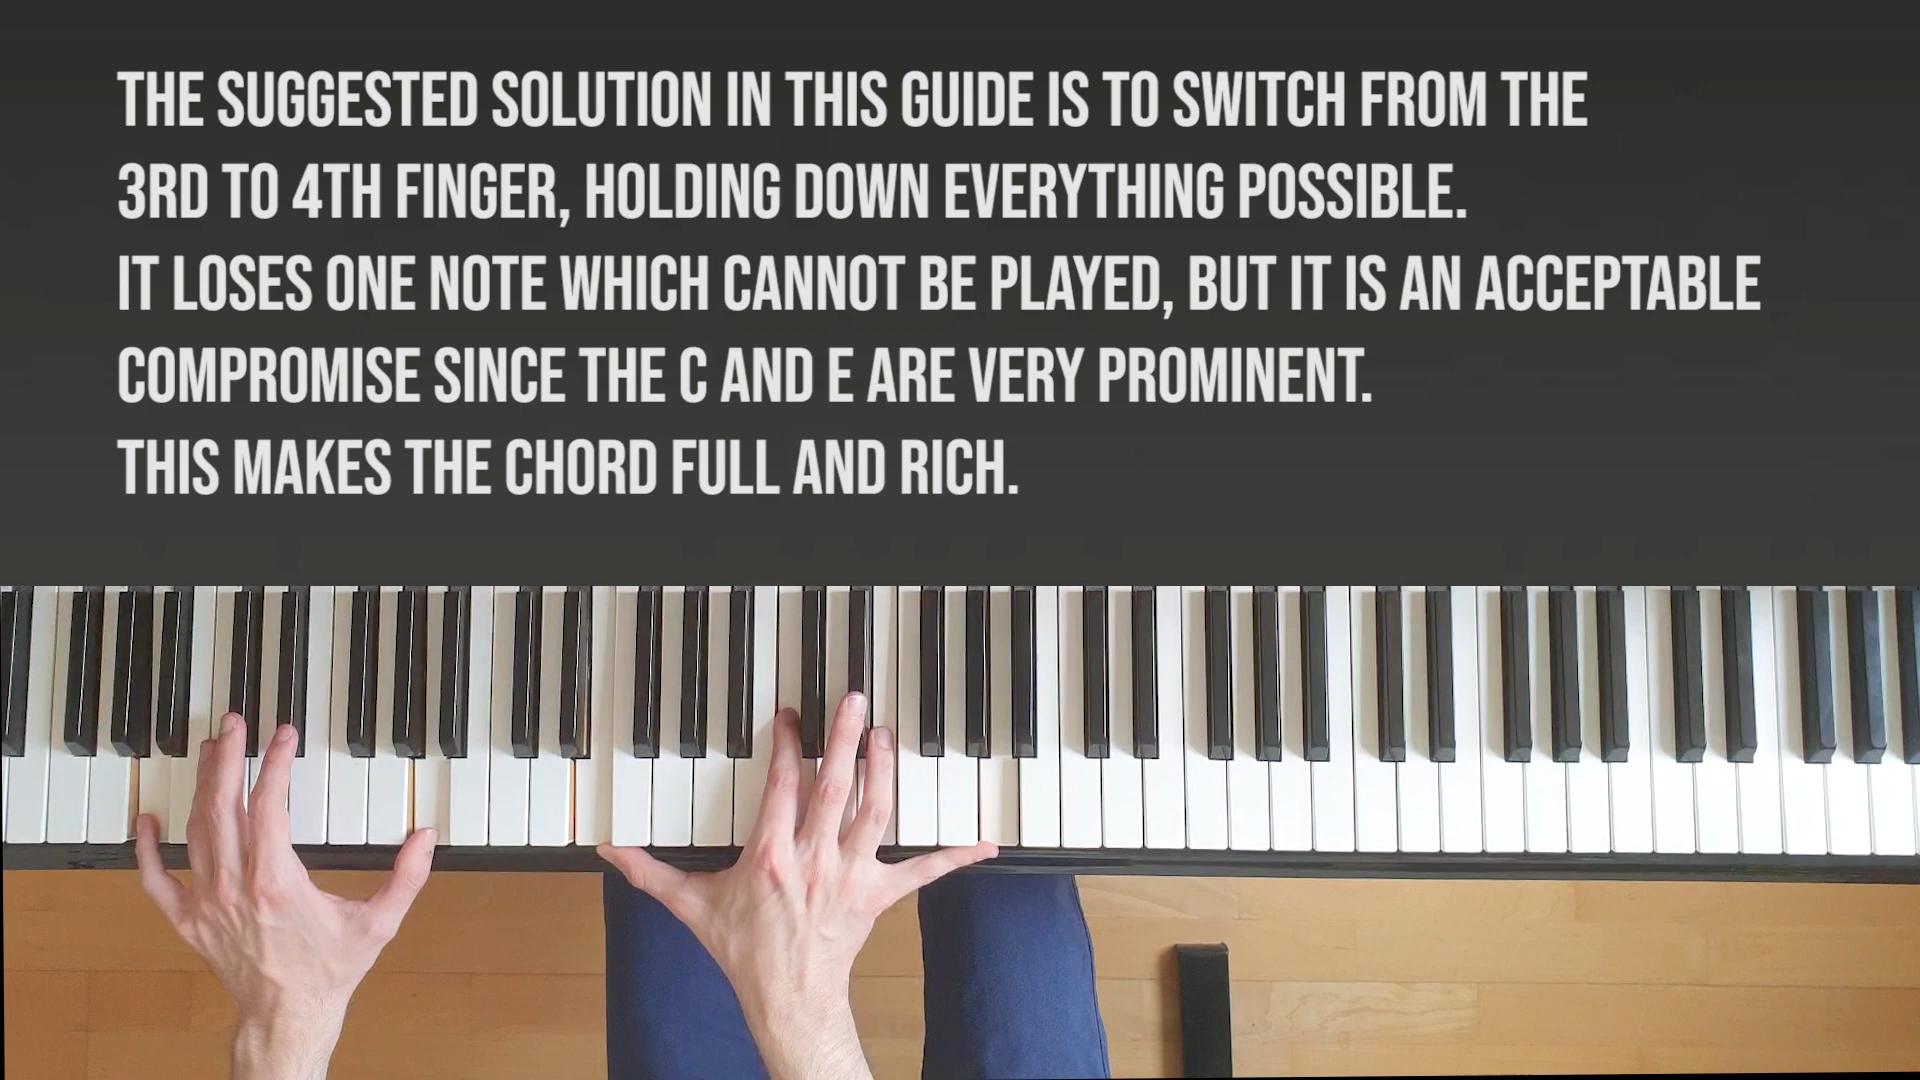 THE SUGGESTED SOLUTION IN THIS GUIDE IS TO SWITCH FROM THE
3RD TO 4TH FINGER, HOLDING DOWN EVERYTHING POSSIBLE.
IT LOSES ONE NOTE WHICH CANNOT BE PLAYED, BUT IT IS AN ACCEPTABLE
COMPROMISE SINCE THE C AND E ARE VERY PROMINENT.
THIS MAKES THE CHORD FULL AND RICH.